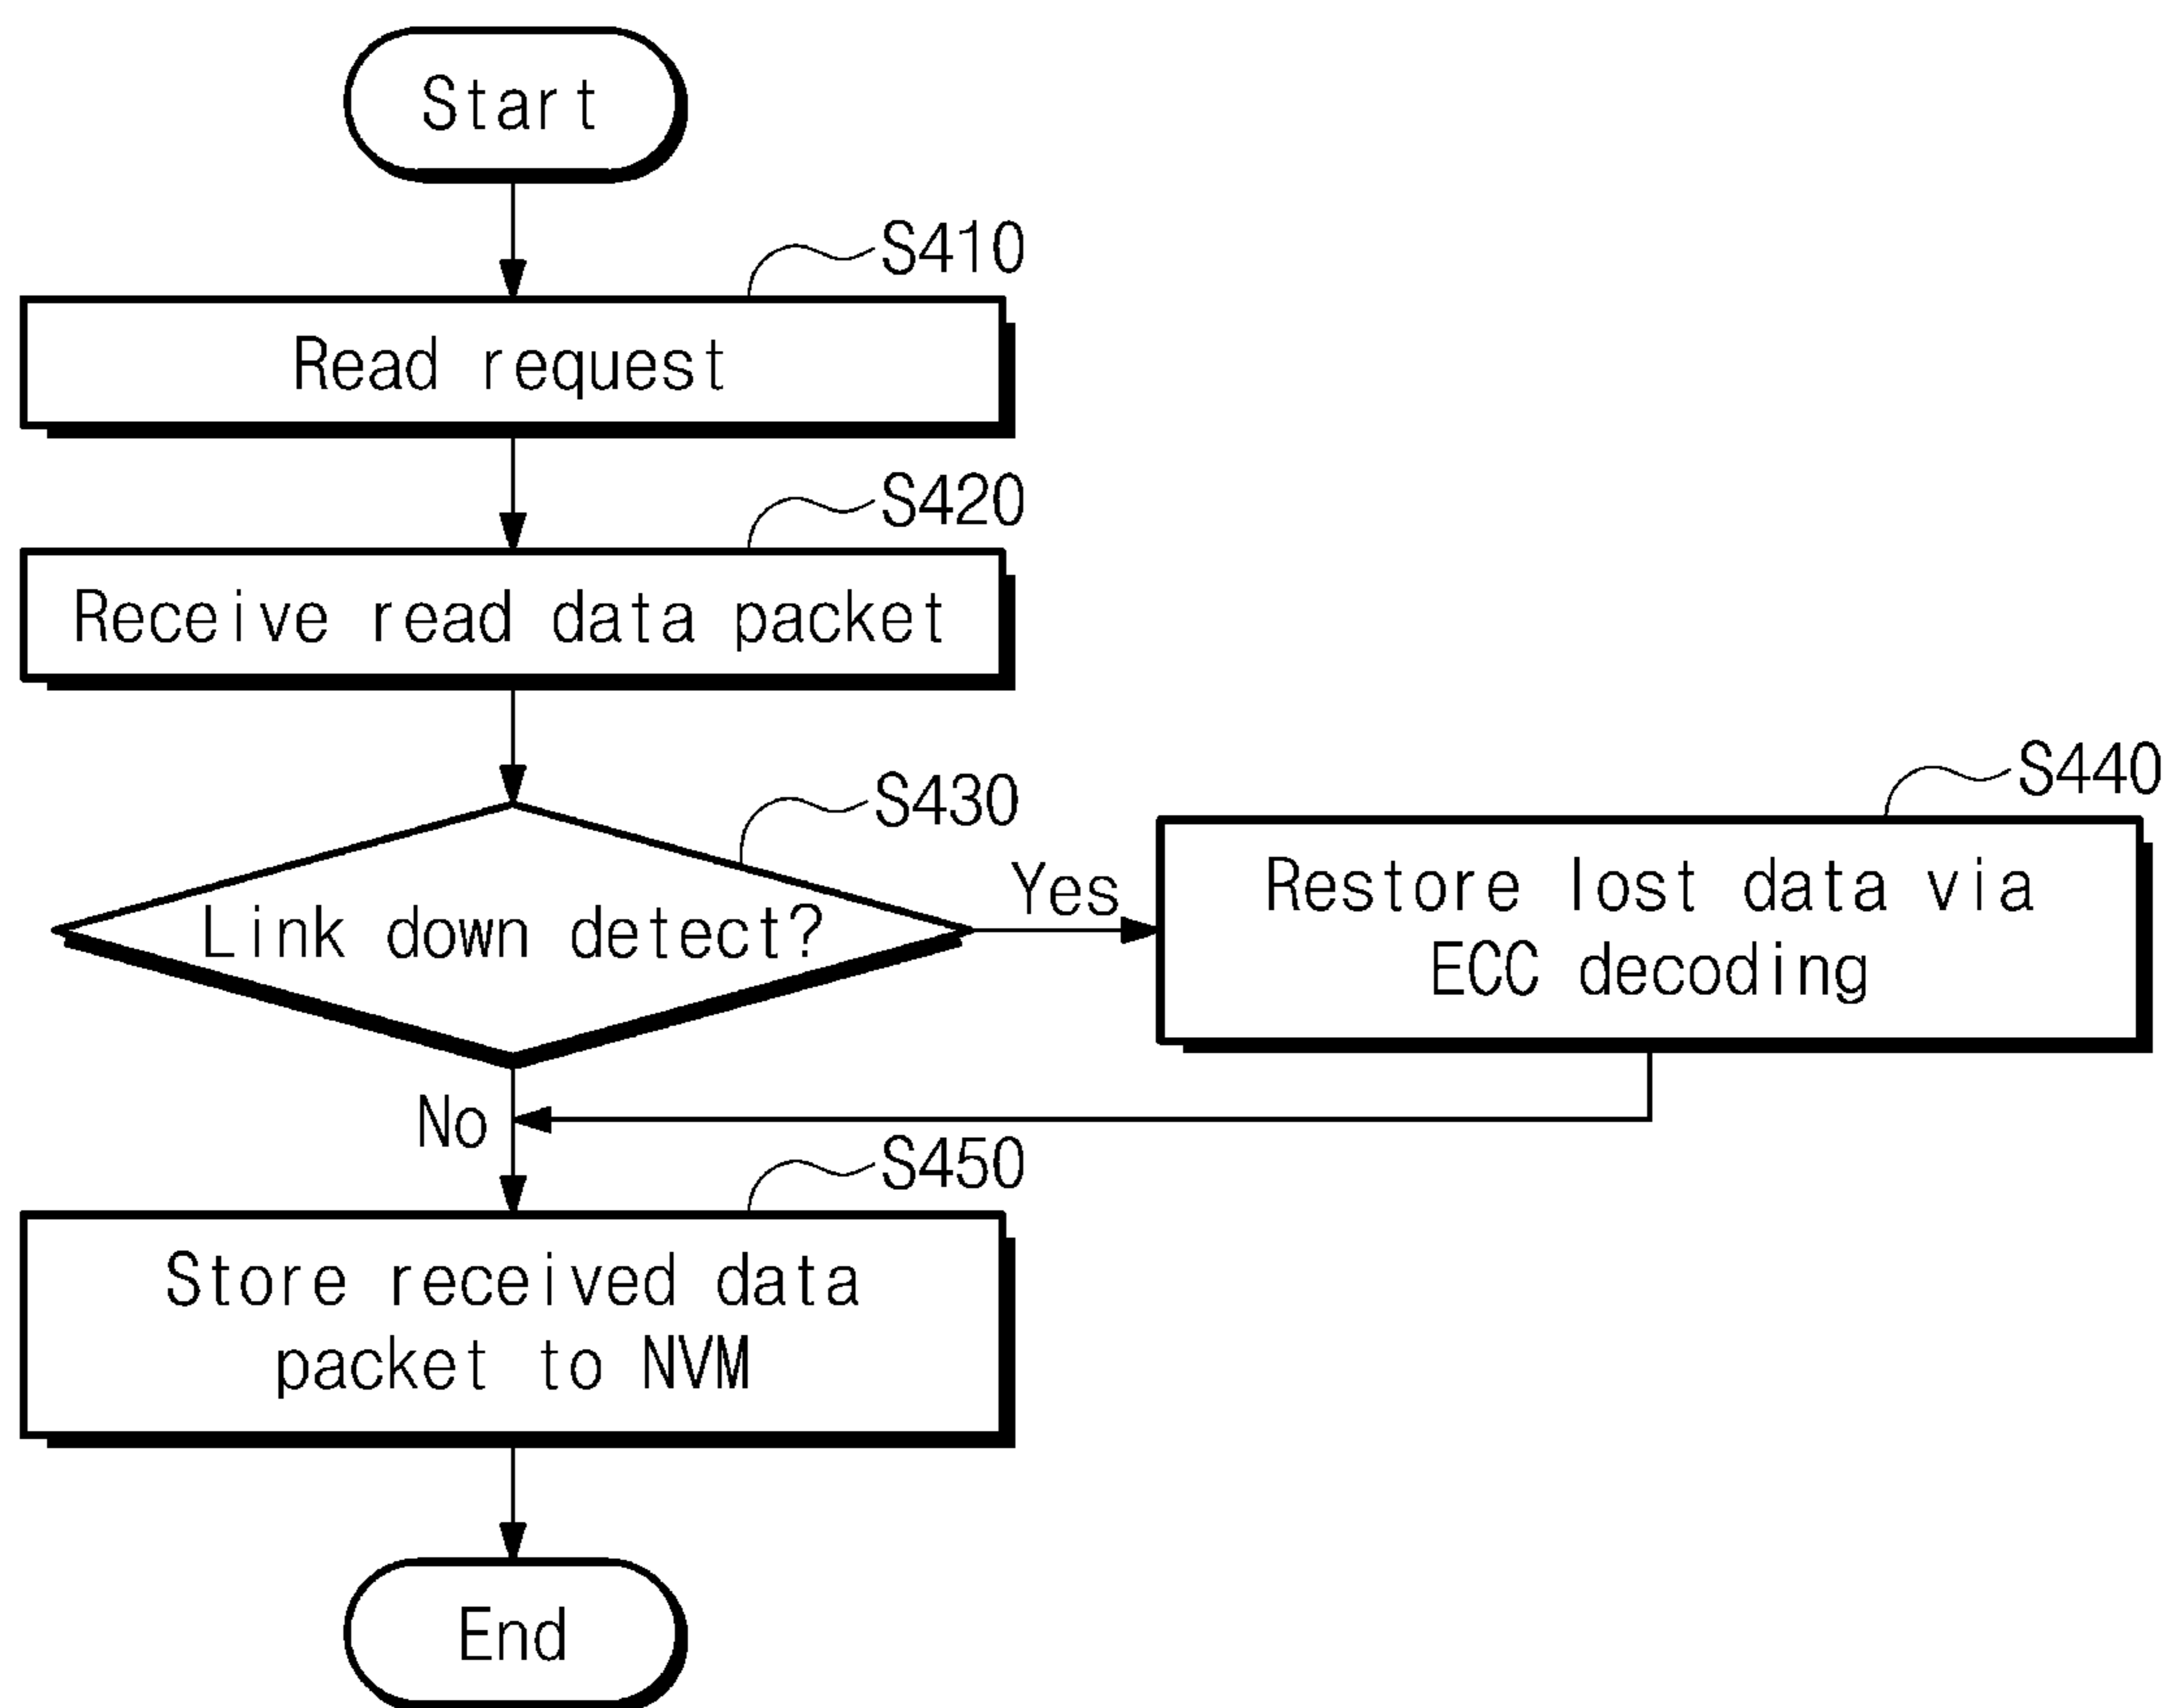 Start
S410
Read request
S420
Receive read data packet
S430
Link down detect?
Yes
S440
Restore lost data via
ECC decoding
No
S450
Store received data
packet to NVM
End